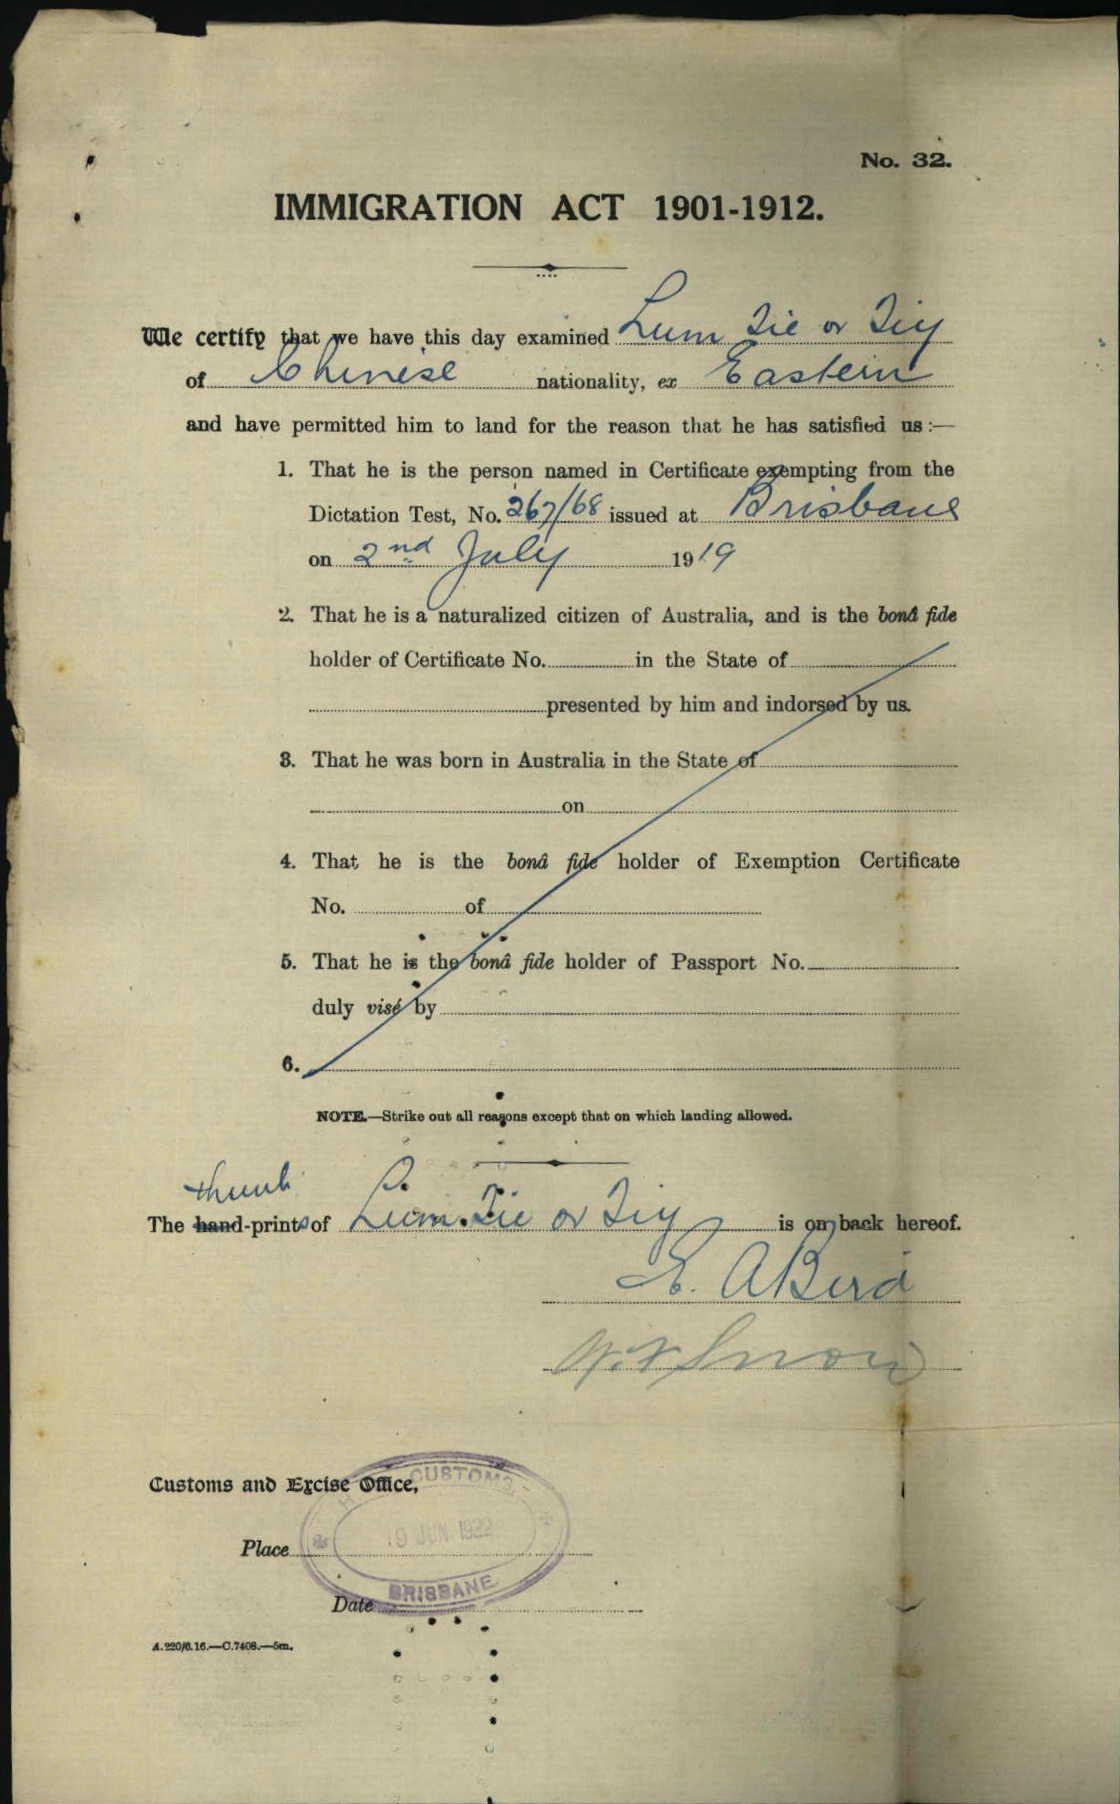 No. 32.
IMMIGRATION ACT 1901-1912.
We certify that we have this day examined Lum Tie or Tiy
of Chinese nationality, ex Eastern
and have permitted him to land for the reason that he has satisfied us :—
1. That he is the person named in Certificate exempting from the
Dictation Test, No. 267/68 issued at Brisbane
on 2nd July 1919
2. That he is a naturalized citizen of Australia, and is the bonâ fide
holder of Certificate No. in the State of
presented by him and indorsed by us.
3. That he was born in Australia in the State of
on
4. That he is the bonâ fide holder of Exemption Certificate
No. of
5. That he is the bonâ fide holder of Passport No.
duly visé by
6.
NOTE.—Strike out all reasons except that on which landing allowed.
thumb
The hand-prints of Lum Tie or Tiy is on back hereof.
E. A Bird
Snow
Customs and Excise Office,
CUSTOMS
Place
19 JUN 1922
BRISBANE
Date
A.220/6.16.—C.7408.—5m.